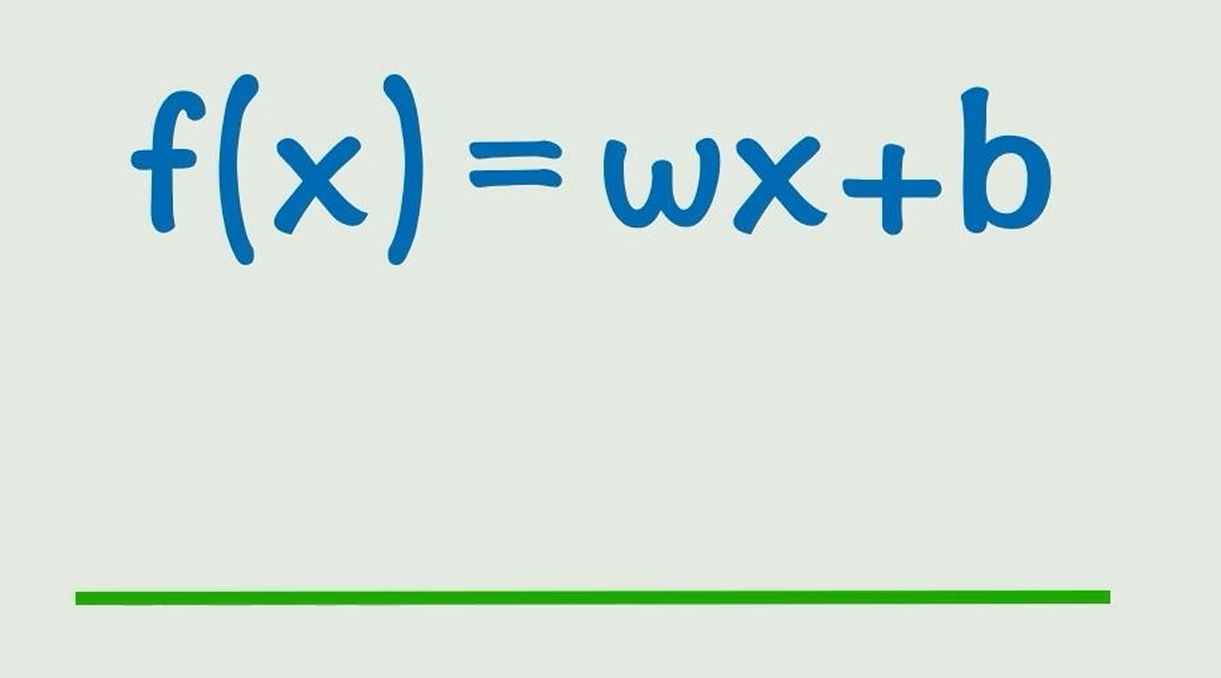 f(x) = wx+b